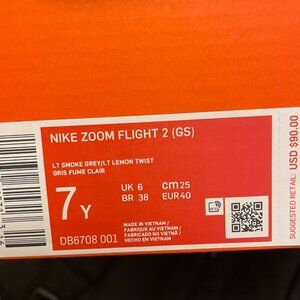 NIKE ZOOM FLIGHT 2 (GS)
LT SMOKE GREY/LT LEMON TWIST
GRIS FUME CLAIR
7 Y
UK 6
CM 25
BR 38
EUR 40
MADE IN VIETNAM /
FABRIQUE AU VIETNAM /
FABRICADO NO VIETNÃ /
HECHO EN VIETNAM
DB6708 001
SUGGESTED RETAIL: USD $90.00